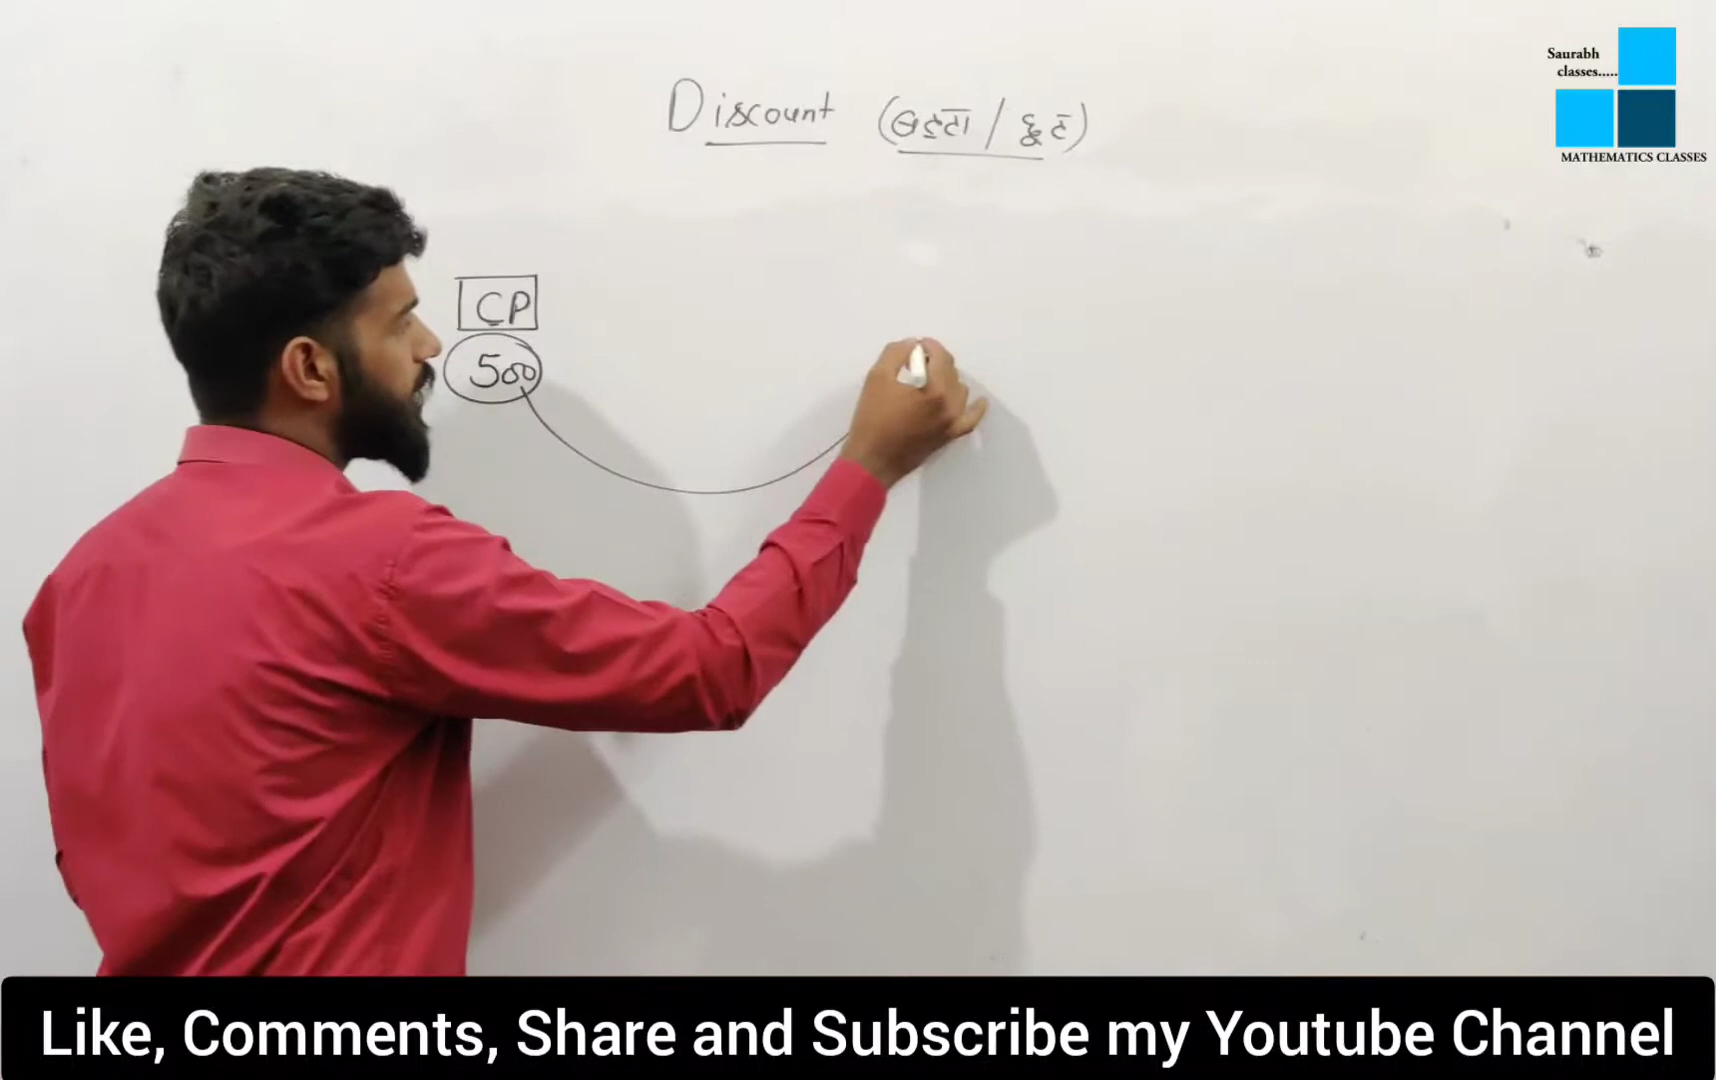 Saurabh
classes.....
MATHEMATICS CLASSES
Discount (बट्टा / छूट)
CP
500
Like, Comments, Share and Subscribe my Youtube Channel